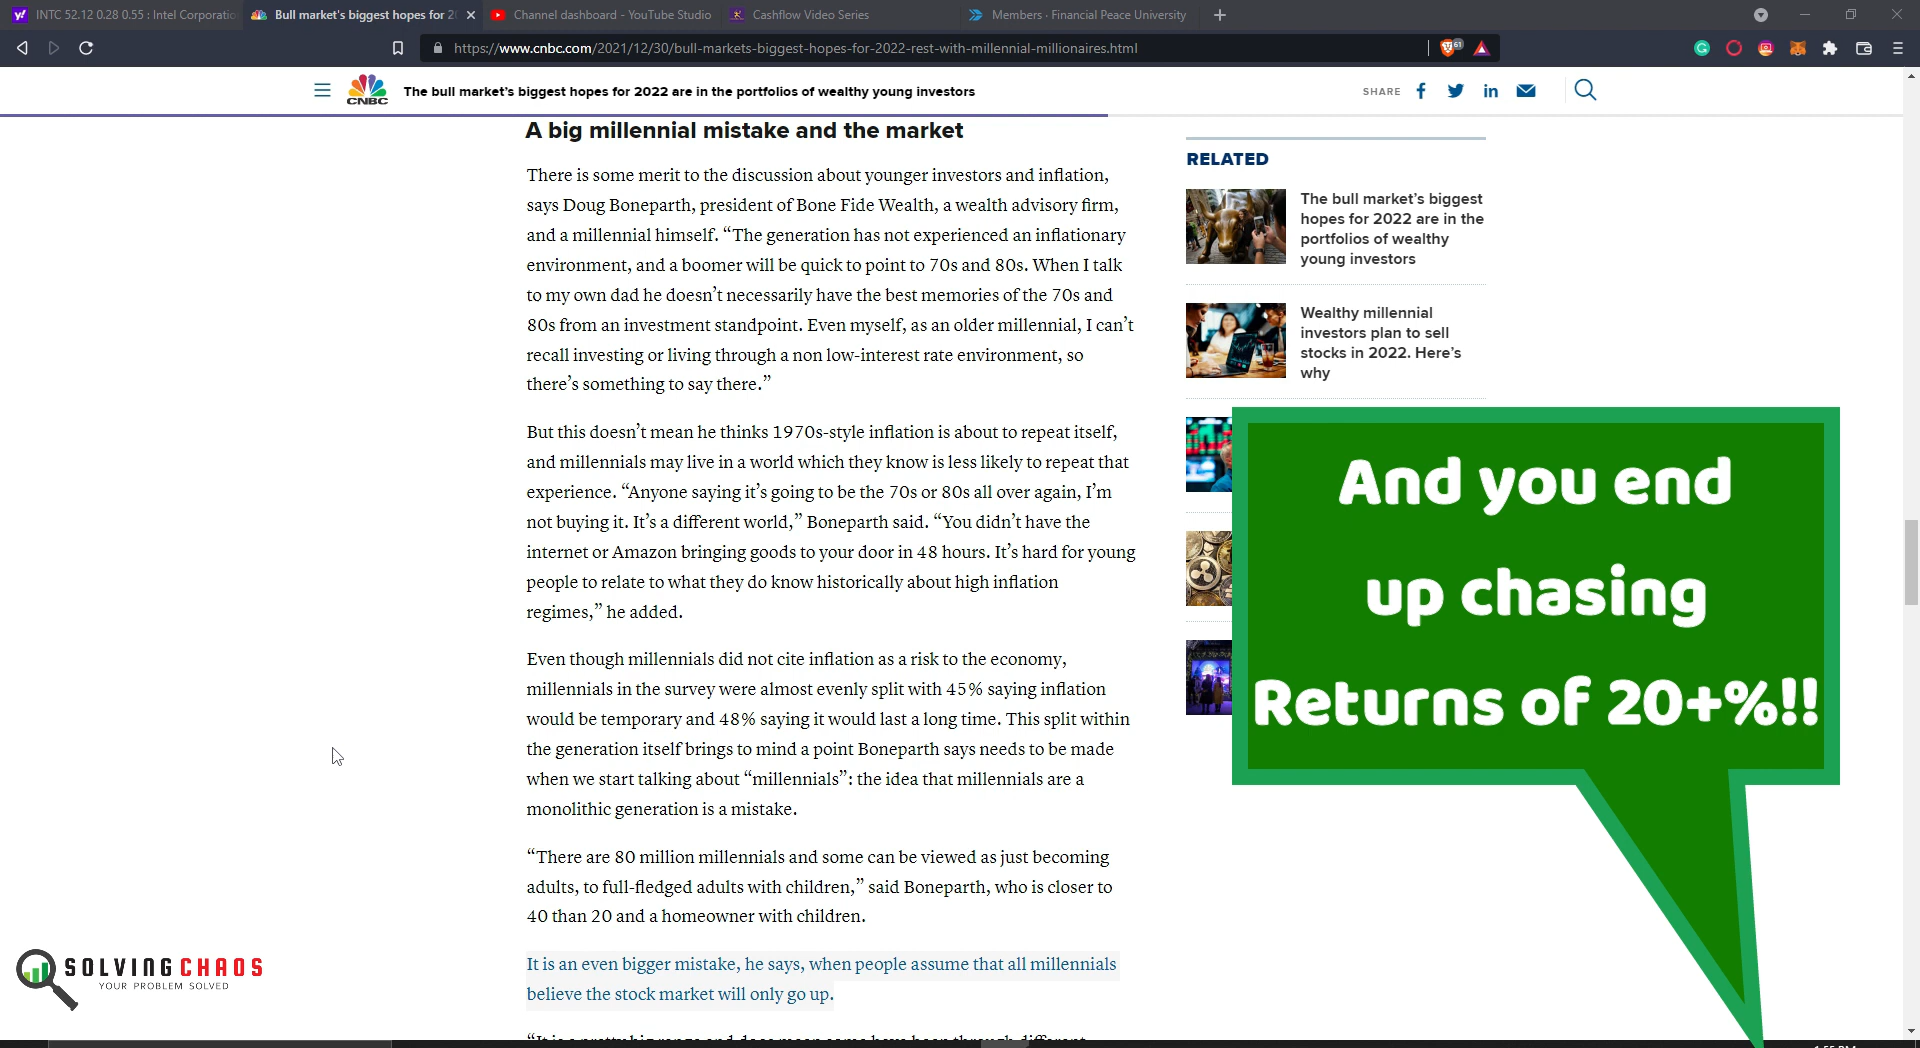 INTC 52.12 0.28 0.55 : Intel Corporatio
Bull market's biggest hopes for 2
Channel dashboard - YouTube Studio
Cashflow Video Series
Members · Financial Peace University
https://www.cnbc.com/2021/12/30/bull-markets-biggest-hopes-for-2022-rest-with-millennial-millionaires.html
61
CNBC
The bull market’s biggest hopes for 2022 are in the portfolios of wealthy young investors
SHARE
A big millennial mistake and the market
There is some merit to the discussion about younger investors and inflation,
says Doug Boneparth, president of Bone Fide Wealth, a wealth advisory firm,
and a millennial himself. “The generation has not experienced an inflationary
environment, and a boomer will be quick to point to 70s and 80s. When I talk
to my own dad he doesn’t necessarily have the best memories of the 70s and
80s from an investment standpoint. Even myself, as an older millennial, I can’t
recall investing or living through a non low-interest rate environment, so
there’s something to say there.”
But this doesn’t mean he thinks 1970s-style inflation is about to repeat itself,
and millennials may live in a world which they know is less likely to repeat that
experience. “Anyone saying it’s going to be the 70s or 80s all over again, I’m
not buying it. It’s a different world,” Boneparth said. “You didn’t have the
internet or Amazon bringing goods to your door in 48 hours. It’s hard for young
people to relate to what they do know historically about high inflation
regimes,” he added.
Even though millennials did not cite inflation as a risk to the economy,
millennials in the survey were almost evenly split with 45% saying inflation
would be temporary and 48% saying it would last a long time. This split within
the generation itself brings to mind a point Boneparth says needs to be made
when we start talking about “millennials”: the idea that millennials are a
monolithic generation is a mistake.
“There are 80 million millennials and some can be viewed as just becoming
adults, to full-fledged adults with children,” said Boneparth, who is closer to
40 than 20 and a homeowner with children.
It is an even bigger mistake, he says, when people assume that all millennials
believe the stock market will only go up.
RELATED
The bull market’s biggest
hopes for 2022 are in the
portfolios of wealthy
young investors
Wealthy millennial
investors plan to sell
stocks in 2022. Here’s
why
And you end
up chasing
Returns of 20+%!!
SOLVING CHAOS
YOUR PROBLEM SOLVED